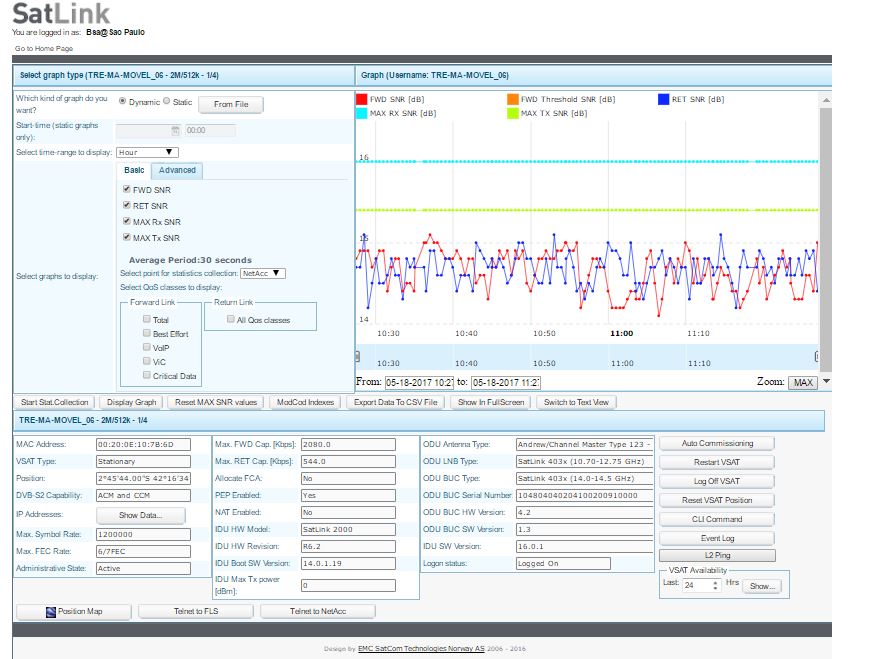 SatLink
You are logged in as: Bsa@Sao Paulo
Go to Home Page
Select graph type (TRE-MA-MOVEL_06 - 2M/512k - 1/4)
Which kind of graph do you want?
Dynamic Static From File
Start-time (static graphs only):
00:00
Select time-range to display: Hour
Basic Advanced
FWD SNR
RET SNR
MAX Rx SNR
MAX Tx SNR
Select graphs to display:
Average Period:30 seconds
Select point for statistics collection: NetAcc
Select QoS classes to display:
Forward Link
Total
Best Effort
VoIP
ViC
Critical Data
Return Link
All Qos classes
Graph (Username: TRE-MA-MOVEL_06)
FWD SNR [dB] FWD Threshold SNR [dB] RET SNR [dB]
MAX RX SNR [dB] MAX TX SNR [dB]
16
15
14
10:30 10:40 10:50 11:00 11:10
10:30 10:40 10:50 11:00 11:10
From: 05-18-2017 10:27 to: 05-18-2017 11:27 Zoom: MAX
Start Stat.Collection Display Graph Reset MAX SNR values ModCod Indexes Export Data To CSV File Show In FullScreen Switch to Text View
TRE-MA-MOVEL_06 - 2M/512k - 1/4
MAC Address: 00:20:0E:10:7B:6D
VSAT Type: Stationary
Position: 2°45'44.00"S 42°16'34
DVB-S2 Capability: ACM and CCM
IP Addresses: Show Data...
Max. Symbol Rate: 1200000
Max. FEC Rate: 6/7FEC
Administrative State: Active
Max. FWD Cap. [Kbps]: 2080.0
Max. RET Cap. [Kbps]: 544.0
Allocate FCA: No
PEP Enabled: Yes
NAT Enabled: No
IDU HW Model: SatLink 2000
IDU HW Revision: R6.2
IDU Boot SW Version: 14.0.1.19
IDU Max Tx power [dBm]: 0
ODU Antenna Type: Andrew/Channel Master Type 123 -
ODU LNB Type: SatLink 403x (10.70-12.75 GHz)
ODU BUC Type: SatLink 403x (14.0-14.5 GHz)
ODU BUC Serial Number: 104804040204100200910000
ODU BUC HW Version: 4.2
ODU BUC SW Version: 1.3
IDU SW Version: 16.0.1
Logon status: Logged On
Auto Commissioning
Restart VSAT
Log Off VSAT
Reset VSAT Position
CLI Command
Event Log
L2 Ping
VSAT Availability
Last: 24 Hrs Show...
Position Map Telnet to FLS Telnet to NetAcc
Design by EMC SatCom Technologies Norway AS 2006 - 2016